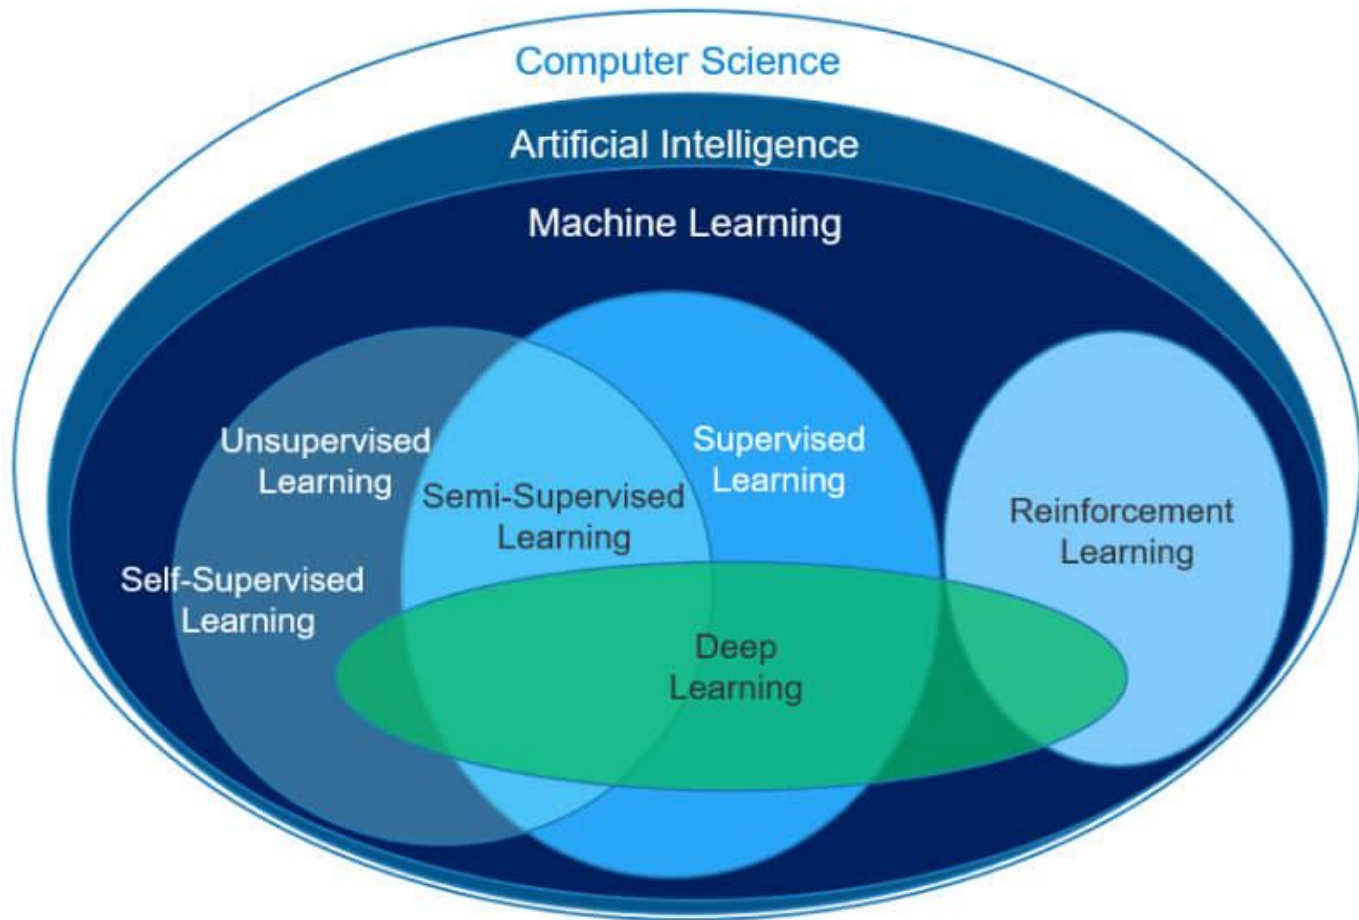 Computer Science
Artificial Intelligence
Machine Learning
Unsupervised
Learning
Supervised
Learning
Semi-Supervised
Learning
Reinforcement
Learning
Self-Supervised
Learning
Deep
Learning